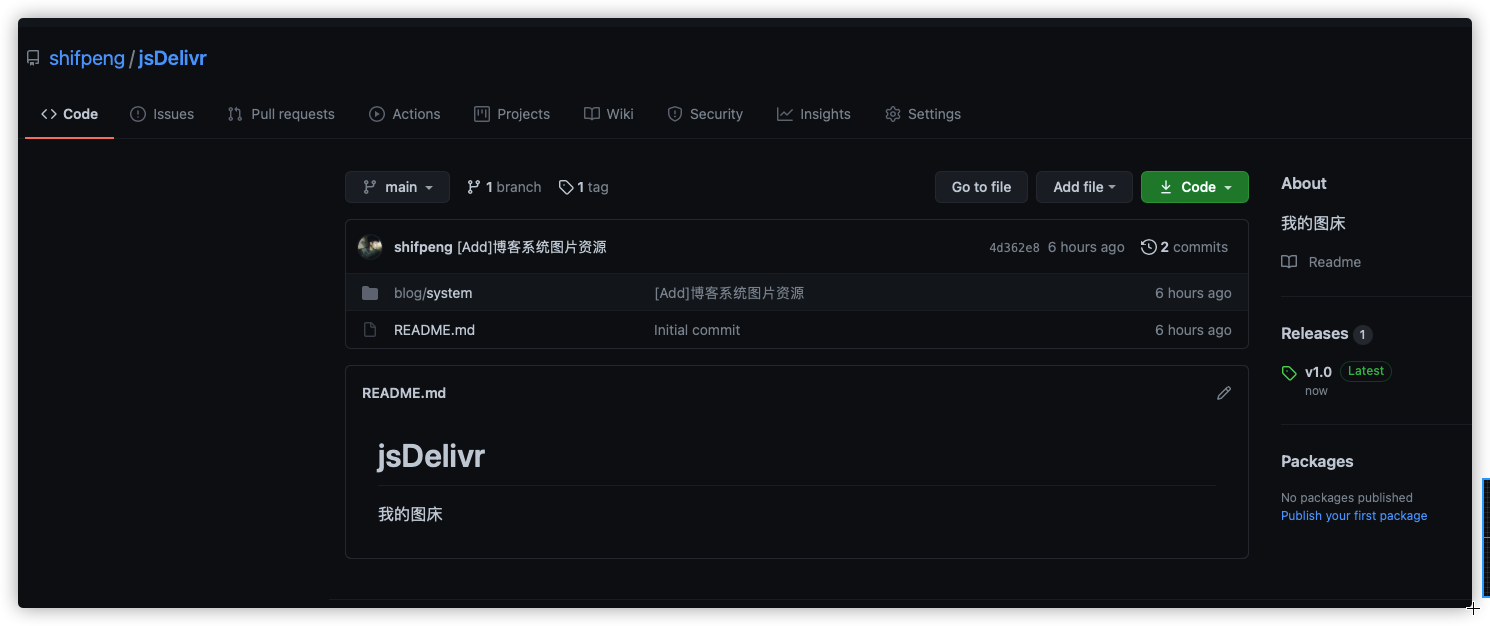 shifpeng / jsDelivr
Code Issues Pull requests Actions Projects Wiki Security Insights Settings
main 1 branch 1 tag Go to file Add file Code
shifpeng [Add]博客系统图片资源 4d362e8 6 hours ago 2 commits
blog/system [Add]博客系统图片资源 6 hours ago
README.md Initial commit 6 hours ago
README.md
jsDelivr
我的图床
About
我的图床
Readme
Releases 1
v1.0 Latest
now
Packages
No packages published
Publish your first package